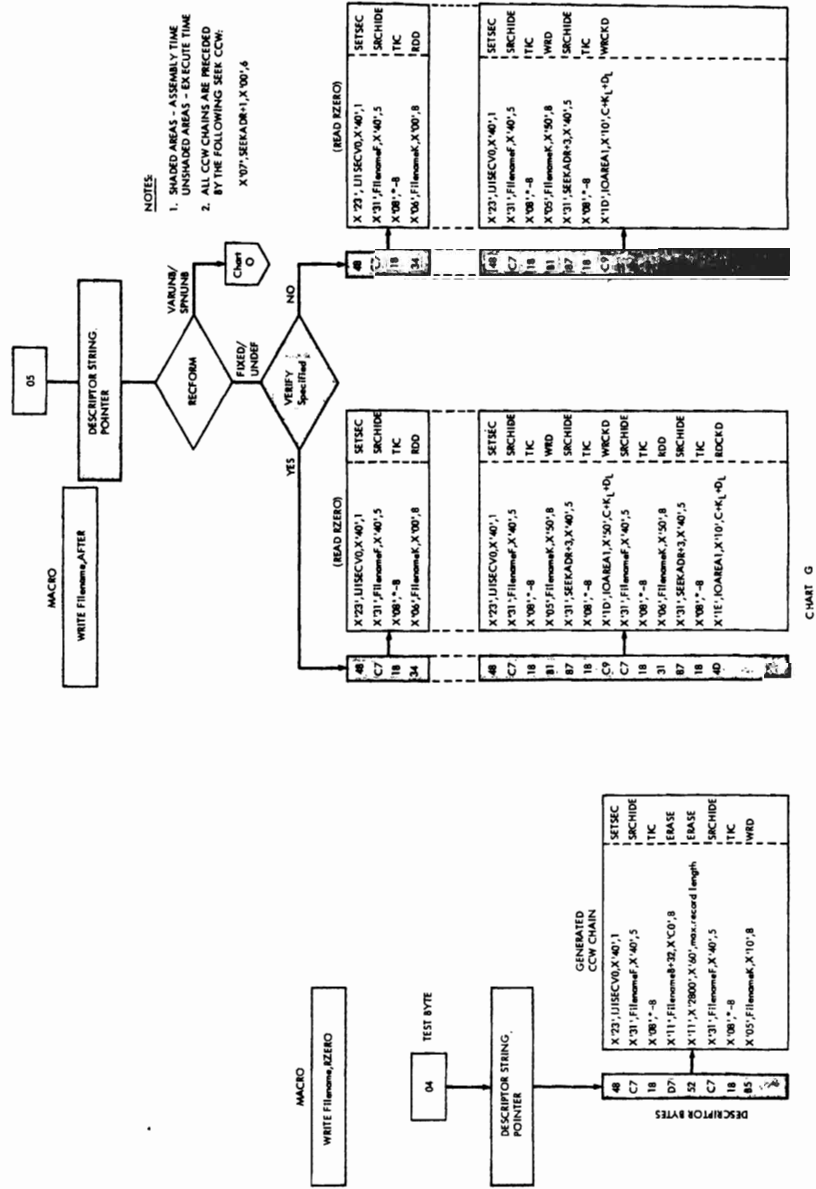 MACRO
WRITE Filename,RZERO
04
TEST BYTE
DESCRIPTOR STRING
POINTER
GENERATED
CCW CHAIN
DESCRIPTOR BYTES
48 X'23',IJISECV0,X'40',1 SETSEC
C7 X'31',FilenameF,X'40',5 SRCHIDE
18 X'08',*-8 TIC
D7 X'11',FilenameB+32,X'C0',8 ERASE
52 X'11',X'2800',X'60',max.record length ERASE
C7 X'31',FilenameF,X'40',5 SRCHIDE
18 X'08',*-8 TIC
B5 X'05',FilenameK,X'10',8 WRD
MACRO
WRITE Filename,AFTER
05
DESCRIPTOR STRING
POINTER
RECFORM
VARUNB/
SPNUNB
Chart
O
FIXED/
UNDEF
VERIFY
Specified
YES
NO
NOTES:
1. SHADED AREAS - ASSEMBLY TIME
UNSHADED AREAS - EXECUTE TIME
2. ALL CCW CHAINS ARE PRECEDED
BY THE FOLLOWING SEEK CCW:
X'07',SEEKADR+1,X'00',6
(READ RZERO)
48 X'23',IJISECV0,X'40',1 SETSEC
C7 X'31',FilenameF,X'40',5 SRCHIDE
18 X'08',*-8 TIC
34 X'06',FilenameK,X'00',8 RDD
48 X'23',IJISECV0,X'40',1 SETSEC
C7 X'31',FilenameF,X'40',5 SRCHIDE
18 X'08',*-8 TIC
B1 X'05',FilenameK,X'50',8 WRD
B7 X'31',SEEKADR+3,X'40',5 SRCHIDE
18 X'08',*-8 TIC
C9 X'1D',IOAREA1,X'50',C+KL+DL WRCKD
C7 X'31',FilenameF,X'40',5 SRCHIDE
18 X'08',*-8 TIC
31 X'06',FilenameK,X'50',8 RDD
B7 X'31',SEEKADR+3,X'40',5 SRCHIDE
18 X'08',*-8 TIC
4D X'1E',IOAREA1,X'10',C+KL+DL RDCKD
(READ RZERO)
48 X'23',IJISECV0,X'40',1 SETSEC
C7 X'31',FilenameF,X'40',5 SRCHIDE
18 X'08',*-8 TIC
34 X'06',FilenameK,X'00',8 RDD
48 X'23',IJISECV0,X'40',1 SETSEC
C7 X'31',FilenameF,X'40',5 SRCHIDE
18 X'08',*-8 TIC
B1 X'05',FilenameK,X'50',8 WRD
B7 X'31',SEEKADR+3,X'40',5 SRCHIDE
18 X'08',*-8 TIC
C9 X'1D',IOAREA1,X'10',C+KL+DL WRCKD
CHART G